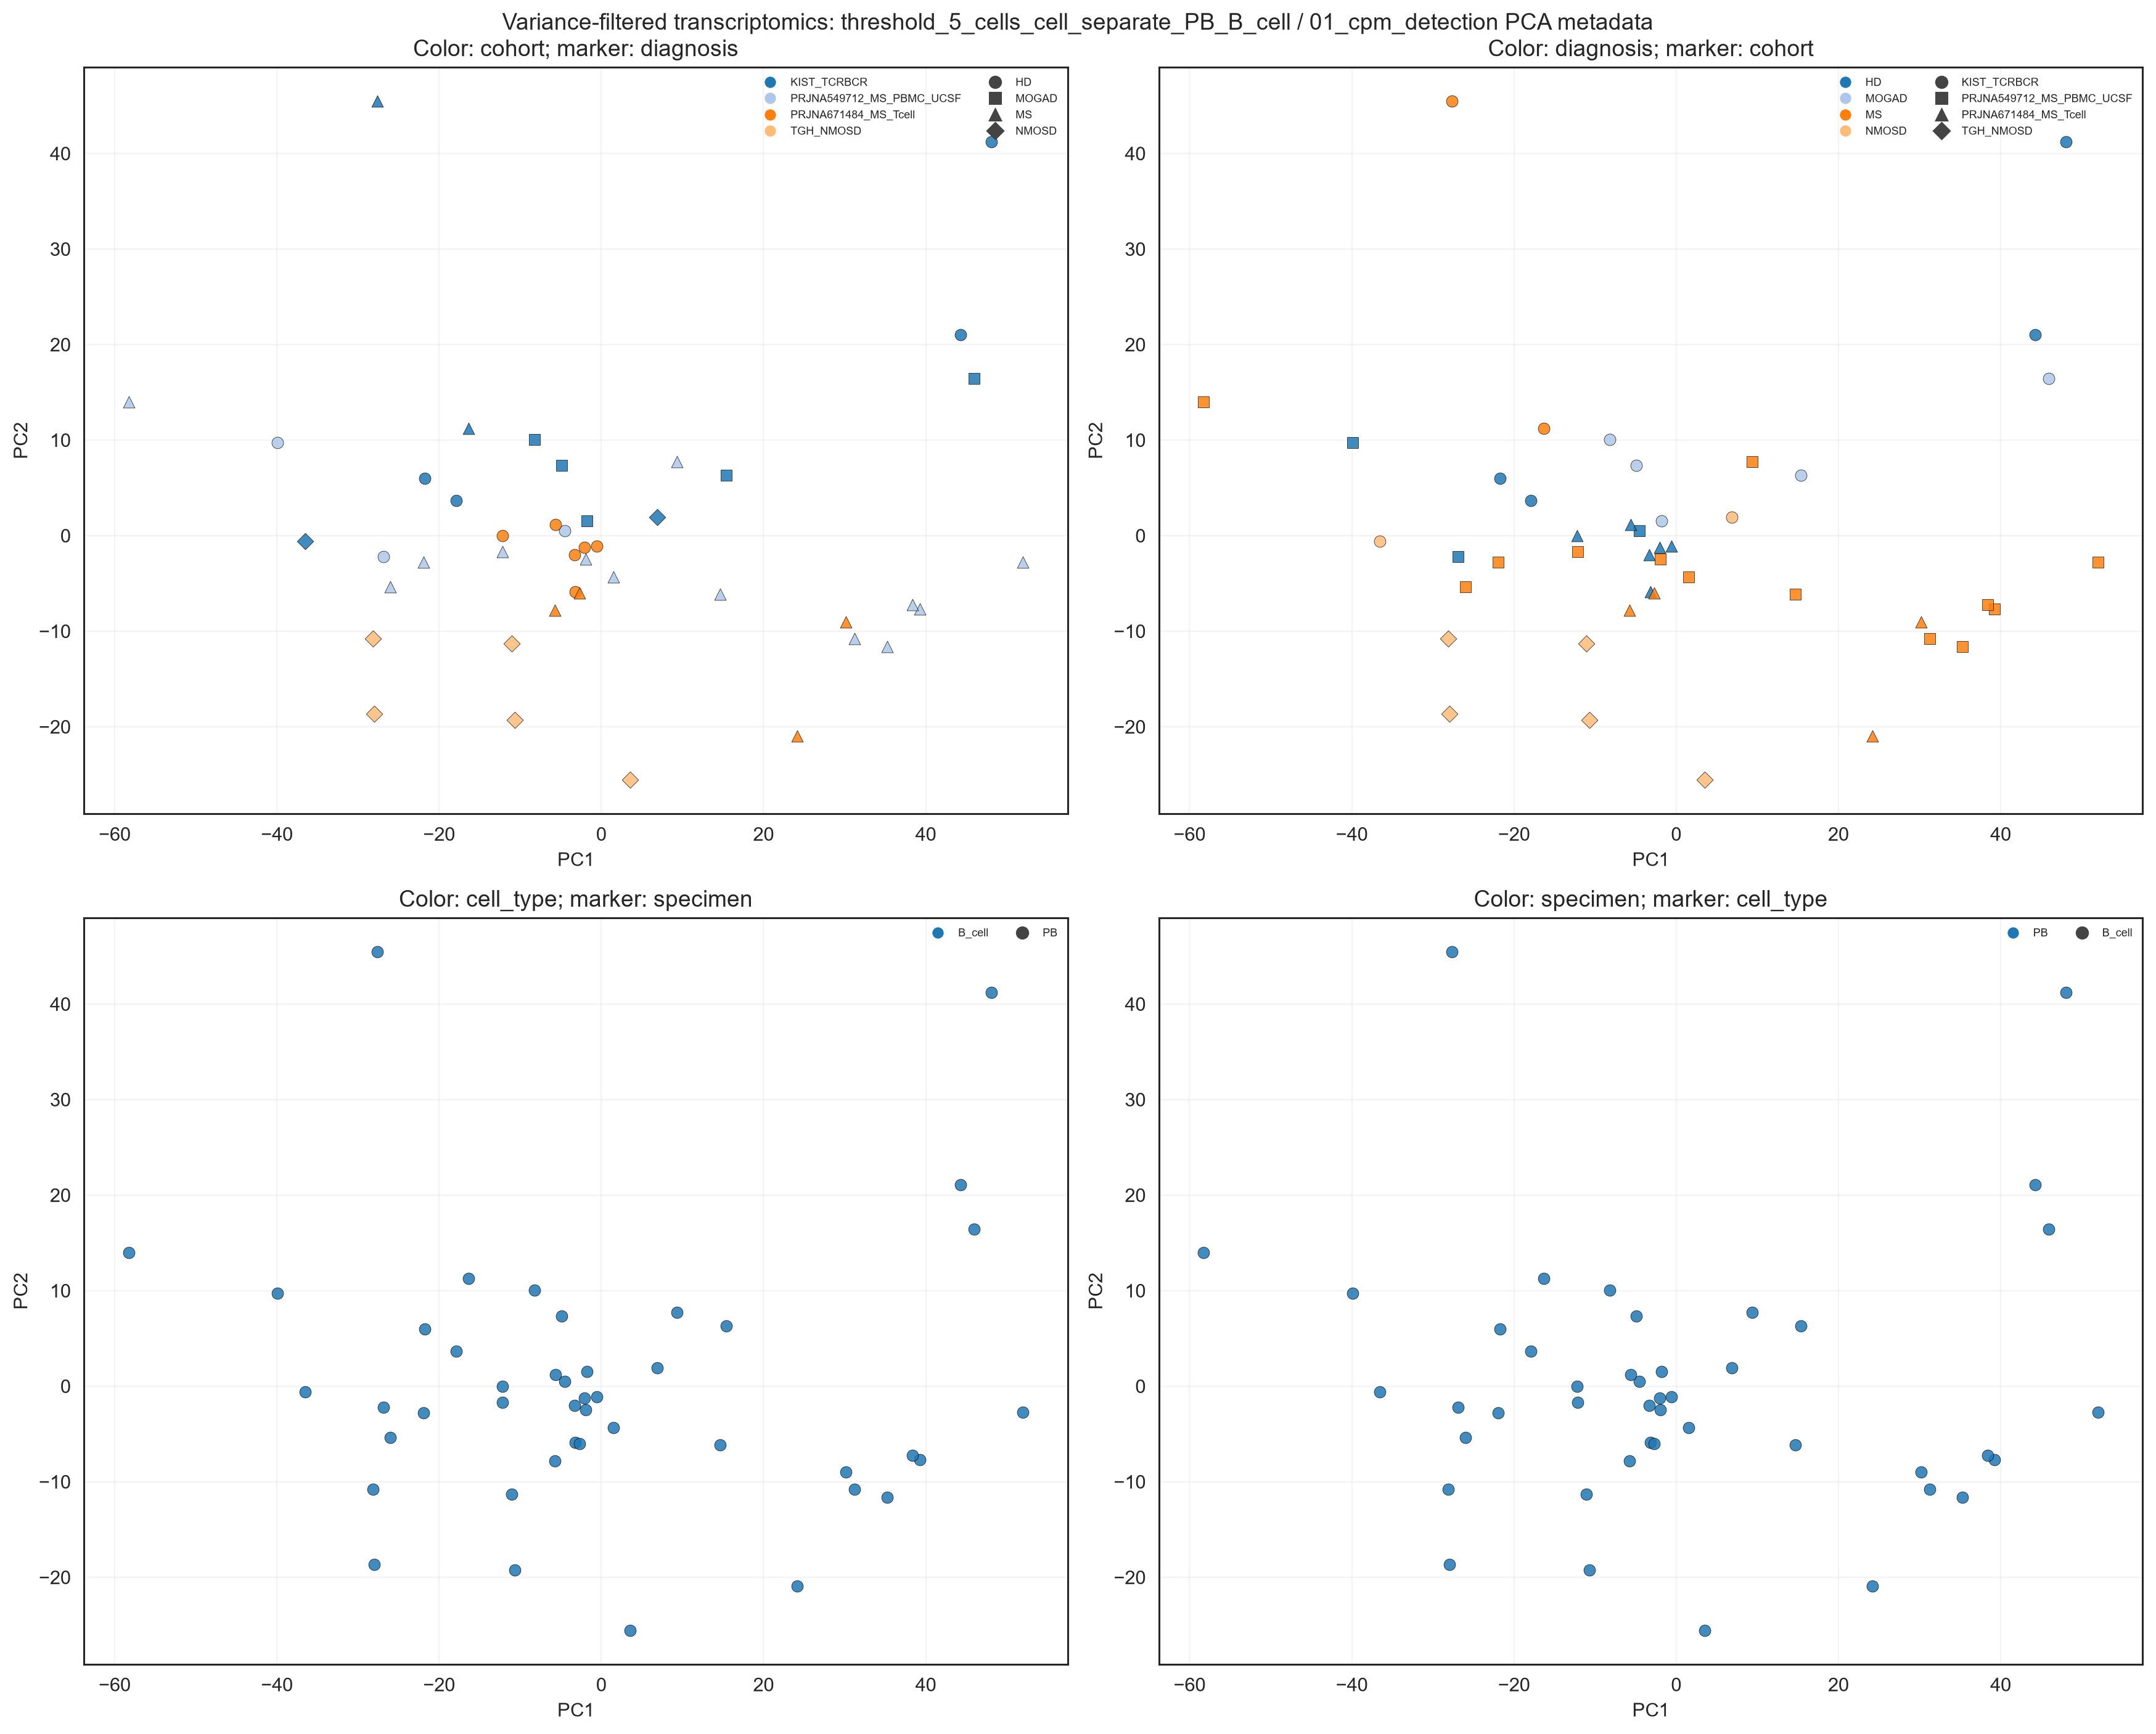 Variance-filtered transcriptomics: threshold_5_cells_cell_separate_PB_B_cell / 01_cpm_detection PCA metadata
Color: cohort; marker: diagnosis
KIST_TCRBCR
PRJNA549712_MS_PBMC_UCSF
PRJNA671484_MS_Tcell
TGH_NMOSD
HD
MOGAD
MS
NMOSD
40
30
20
10
0
−10
−20
PC2
−60
−40
−20
0
20
40
PC1
Color: diagnosis; marker: cohort
HD
MOGAD
MS
NMOSD
KIST_TCRBCR
PRJNA549712_MS_PBMC_UCSF
PRJNA671484_MS_Tcell
TGH_NMOSD
40
30
20
10
0
−10
−20
PC2
−60
−40
−20
0
20
40
PC1
Color: cell_type; marker: specimen
B_cell
PB
40
30
20
10
0
−10
−20
PC2
−60
−40
−20
0
20
40
PC1
Color: specimen; marker: cell_type
PB
B_cell
40
30
20
10
0
−10
−20
PC2
−60
−40
−20
0
20
40
PC1